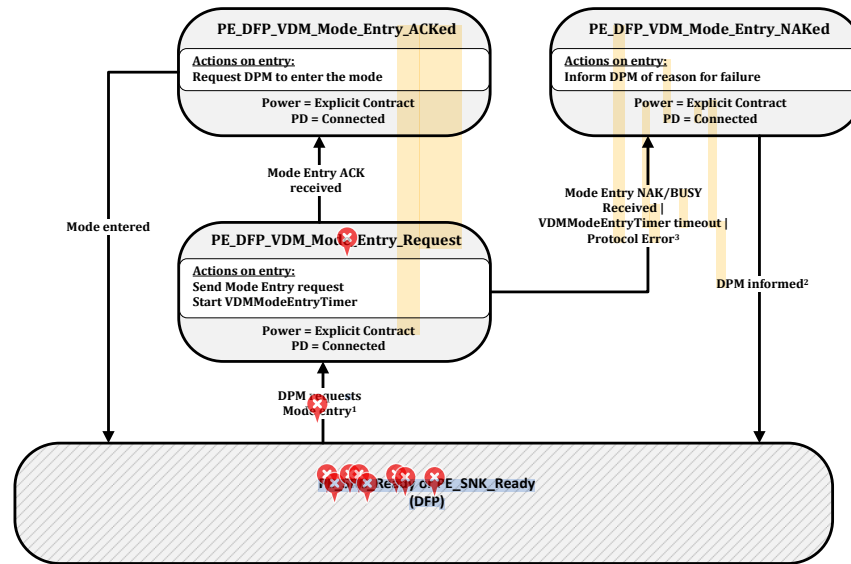 PE_DFP_VDM_Mode_Entry_ACKed
Actions on entry:
Request DPM to enter the mode
Power = Explicit Contract
PD = Connected
PE_DFP_VDM_Mode_Entry_NAKed
Actions on entry:
Inform DPM of reason for failure
Power = Explicit Contract
PD = Connected
Mode Entry ACK
received
Mode entered
Mode Entry NAK/BUSY
Received |
VDMModeEntryTimer timeout |
Protocol Error³
PE_DFP_VDM_Mode_Entry_Request
Actions on entry:
Send Mode Entry request
Start VDMModeEntryTimer
Power = Explicit Contract
PD = Connected
DPM informed²
DPM requests
Mode entry¹
PE_SNK_Ready
(DFP)